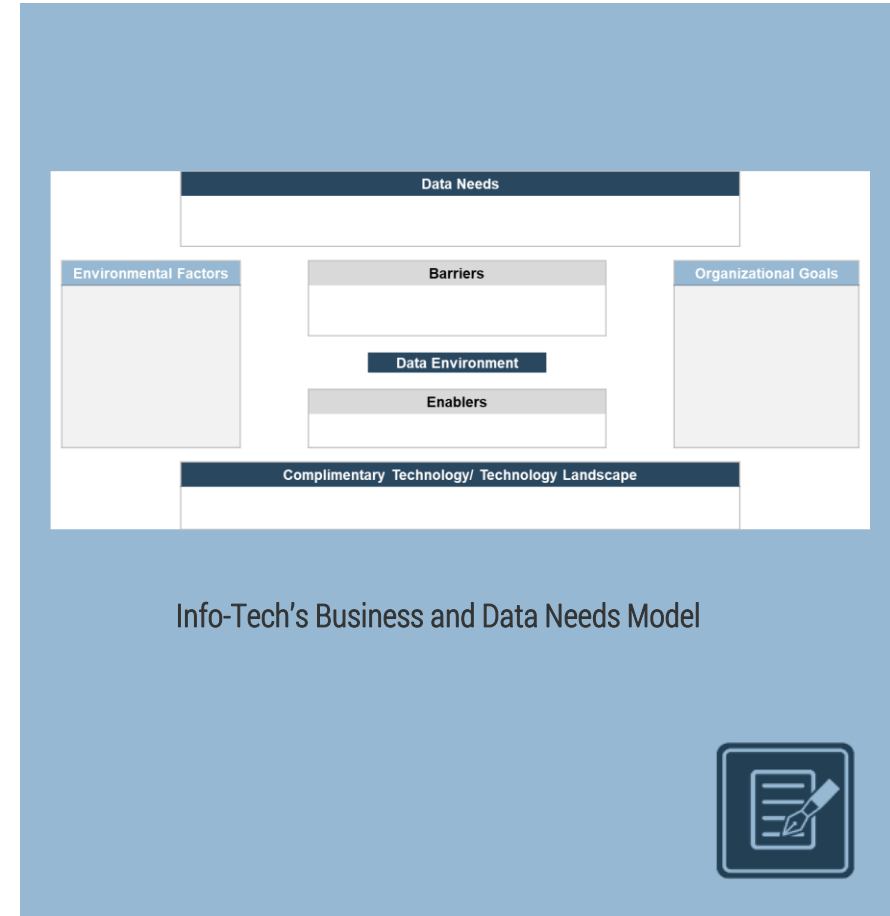 Data Needs
Environmental Factors
Barriers
Organizational Goals
Data Environment
Enablers
Complimentary Technology/ Technology Landscape
Info-Tech’s Business and Data Needs Model